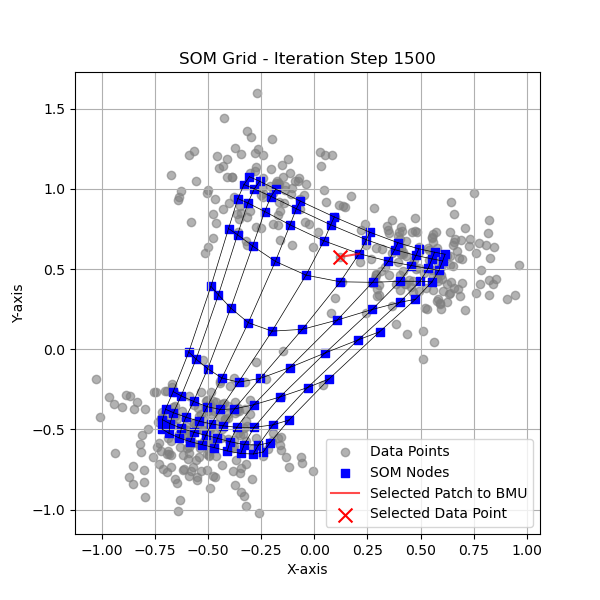 SOM Grid - Iteration Step 1500
Y-axis
1.5
1.0
0.5
0.0
−0.5
−1.0
Data Points
SOM Nodes
Selected Patch to BMU
Selected Data Point
−1.00 −0.75 −0.50 −0.25 0.00 0.25 0.50 0.75 1.00
X-axis